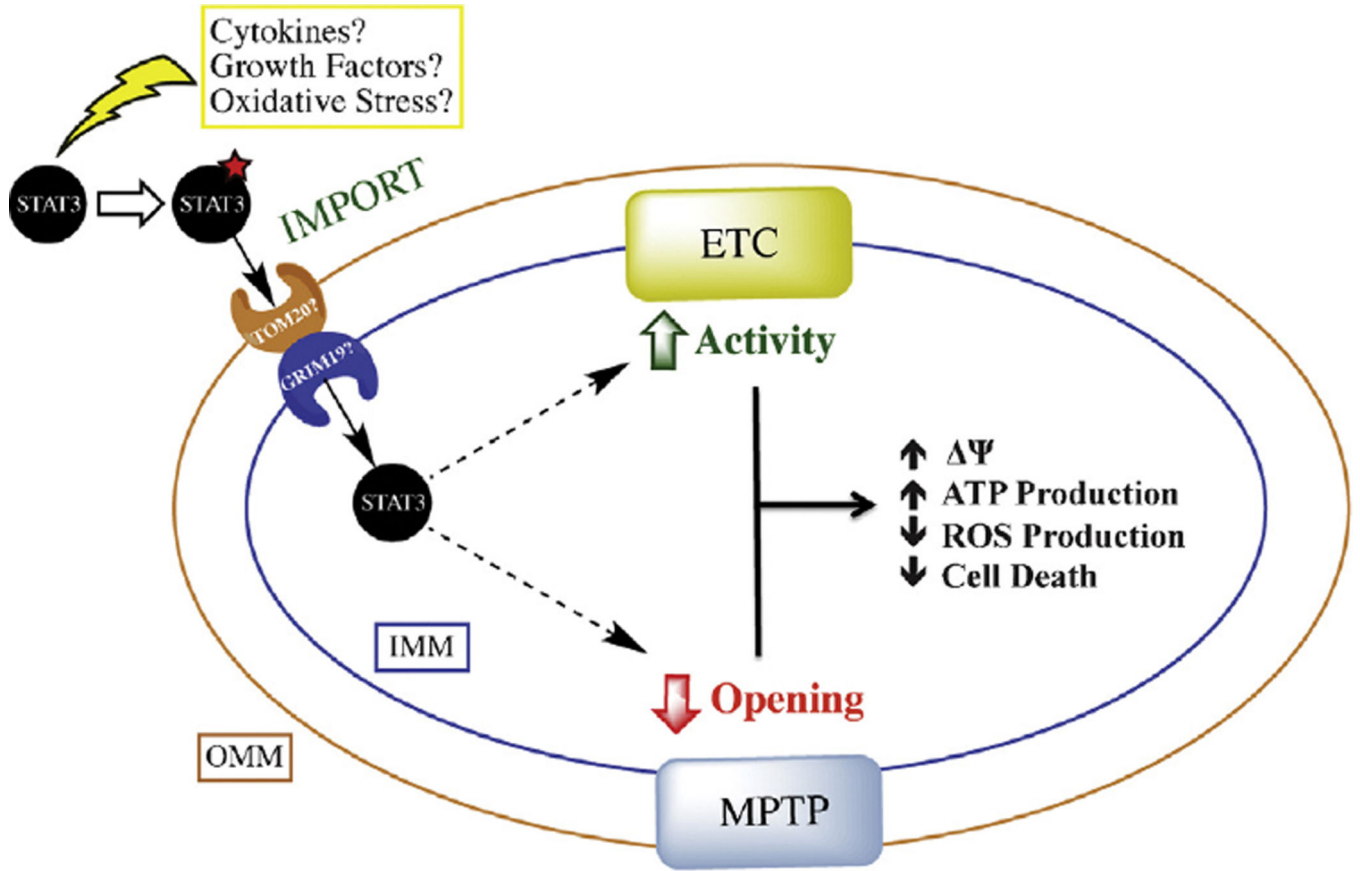 Cytokines?
Growth Factors?
Oxidative Stress?
STAT3
STAT3
IMPORT
TOM20?
GRIM19?
ETC
Activity
STAT3
ΔΨ
ATP Production
ROS Production
Cell Death
IMM
Opening
OMM
MPTP